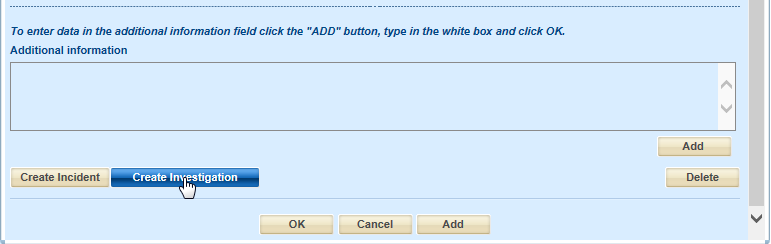 To enter data in the additional information field click the "ADD" button, type in the white box and click OK.
Additional information
Add
Create Incident Create Investigation Delete
OK Cancel Add